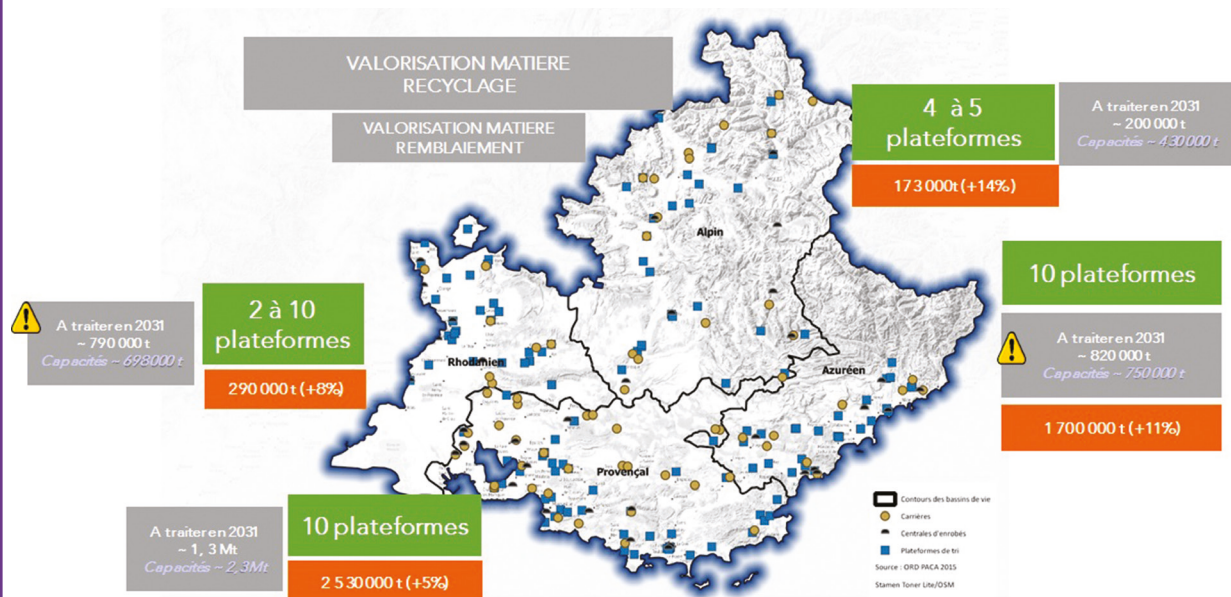 VALORISATION MATIERE
RECYCLAGE
VALORISATION MATIERE
REMBLAIEMENT
4 à 5
plateformes
A traiter en 2031
~ 200 000 t
Capacités ~ 430000 t
173 000t (+14%)
Alpin
10 plateformes
A traiter en 2031
~ 820 000 t
Capacités ~ 750000 t
1 700 000 t (+11%)
2 à 10
plateformes
A traiter en 2031
~ 790 000 t
Capacités ~ 698000 t
290 000 t (+8%)
Rhodanien
Azuréen
Provençal
10 plateformes
A traiter en 2031
~ 1, 3 Mt
Capacités ~ 2,3Mt
2 530 000 t (+5%)
Contours des bassins de vie
Carrières
Centrales d'enrobés
Plateformes de tri
Source : ORD PACA 2015
Stamen Toner Lite/OSM